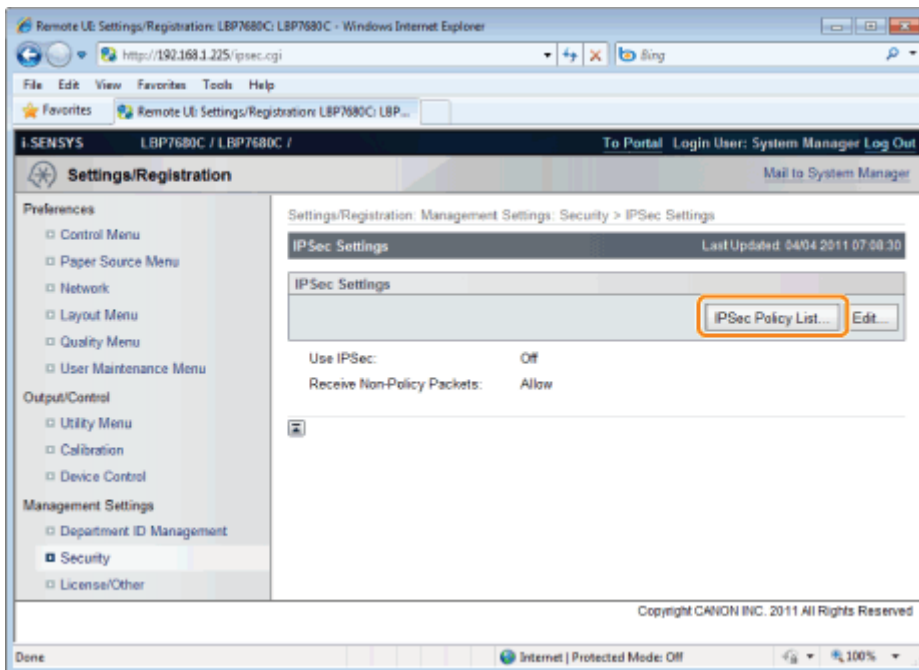 Remote UI: Settings/Registration: LBP7680C: LBP7680C - Windows Internet Explorer
http://192.168.1.225/ipsec.cgi
Bing
File Edit View Favorites Tools Help
Favorites
Remote UI: Settings/Registration: LBP7680C: LBP...
i-SENSYS LBP7680C / LBP7680C / To Portal Login User: System Manager Log Out
Settings/Registration Mail to System Manager
Preferences
Control Menu
Paper Source Menu
Network
Layout Menu
Quality Menu
User Maintenance Menu
Output/Control
Utility Menu
Calibration
Device Control
Management Settings
Department ID Management
Security
License/Other
Settings/Registration: Management Settings: Security > IPSec Settings
IPSec Settings Last Updated: 04/04 2011 07:08:30
IPSec Settings
IPSec Policy List... Edit...
Use IPSec: Off
Receive Non-Policy Packets: Allow
Copyright CANON INC. 2011 All Rights Reserved
Done Internet | Protected Mode: Off 100%